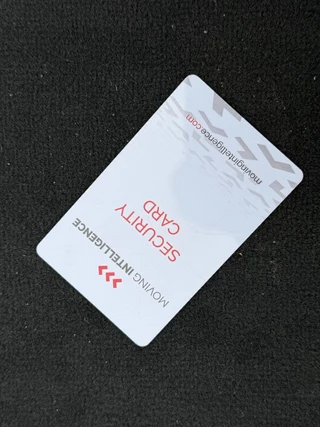 MOVING INTELLIGENCE
SECURITY
CARD
movingintelligence.com